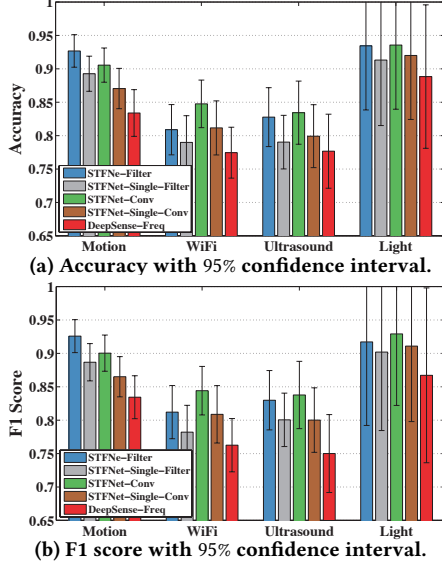 1
0.95
0.9
0.85
0.8
0.75
0.7
0.65
Accuracy
STFNe-Filter
STFNet-Single-Filter
STFNet-Conv
STFNet-Single-Conv
DeepSense-Freq
Motion WiFi Ultrasound Light
(a) Accuracy with 95% confidence interval.
1
0.95
0.9
0.85
0.8
0.75
0.7
0.65
F1 Score
STFNe-Filter
STFNet-Single-Filter
STFNet-Conv
STFNet-Single-Conv
DeepSense-Freq
Motion WiFi Ultrasound Light
(b) F1 score with 95% confidence interval.